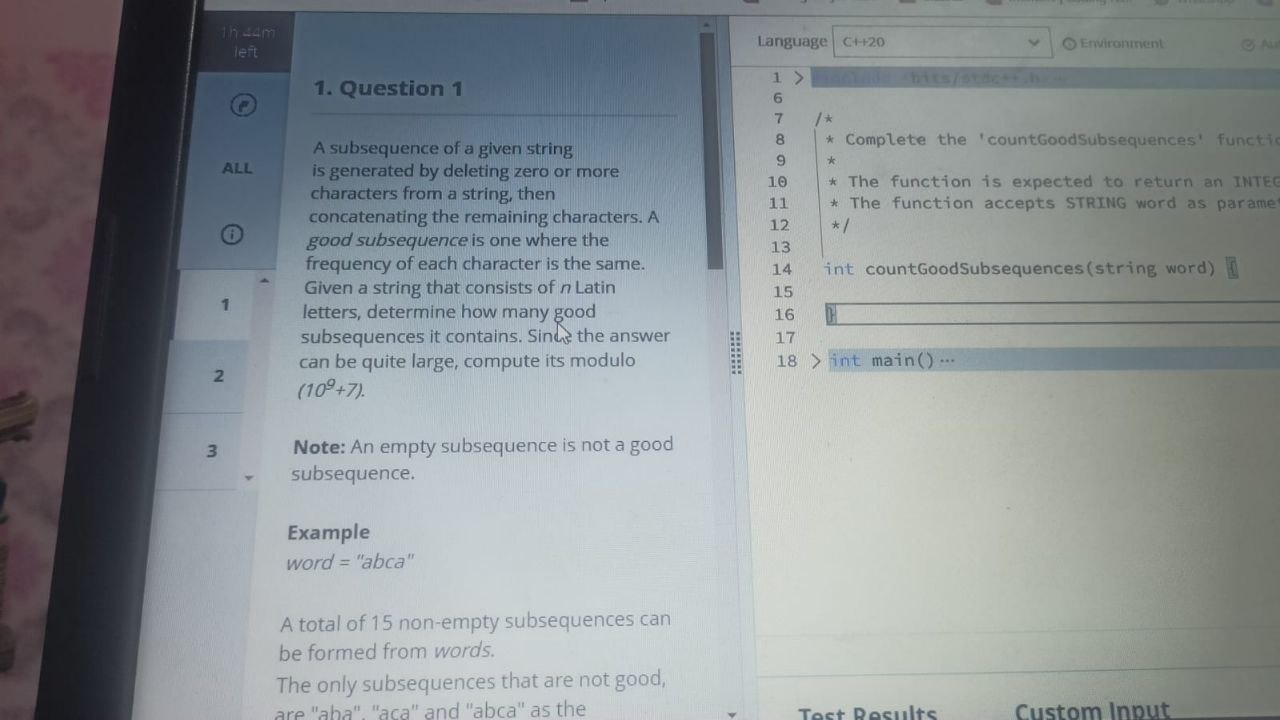 1h 44m
left
ALL
1
2
3
1. Question 1
A subsequence of a given string
is generated by deleting zero or more
characters from a string, then
concatenating the remaining characters. A
good subsequence is one where the
frequency of each character is the same.
Given a string that consists of n Latin
letters, determine how many good
subsequences it contains. Since the answer
can be quite large, compute its modulo
(10⁹+7).
Note: An empty subsequence is not a good
subsequence.
Example
word = "abca"
A total of 15 non-empty subsequences can
be formed from words.
The only subsequences that are not good,
are "aba", "aca" and "abca" as the
Language C++20 Environment
1 > #include <bits/stdc++.h>...
6
7 /*
8 * Complete the 'countGoodSubsequences' functi
9 *
10 * The function is expected to return an INTEG
11 * The function accepts STRING word as parame
12 */
13
14 int countGoodSubsequences(string word) {
15
16 }
17
18 > int main() ...
Test Results Custom Input